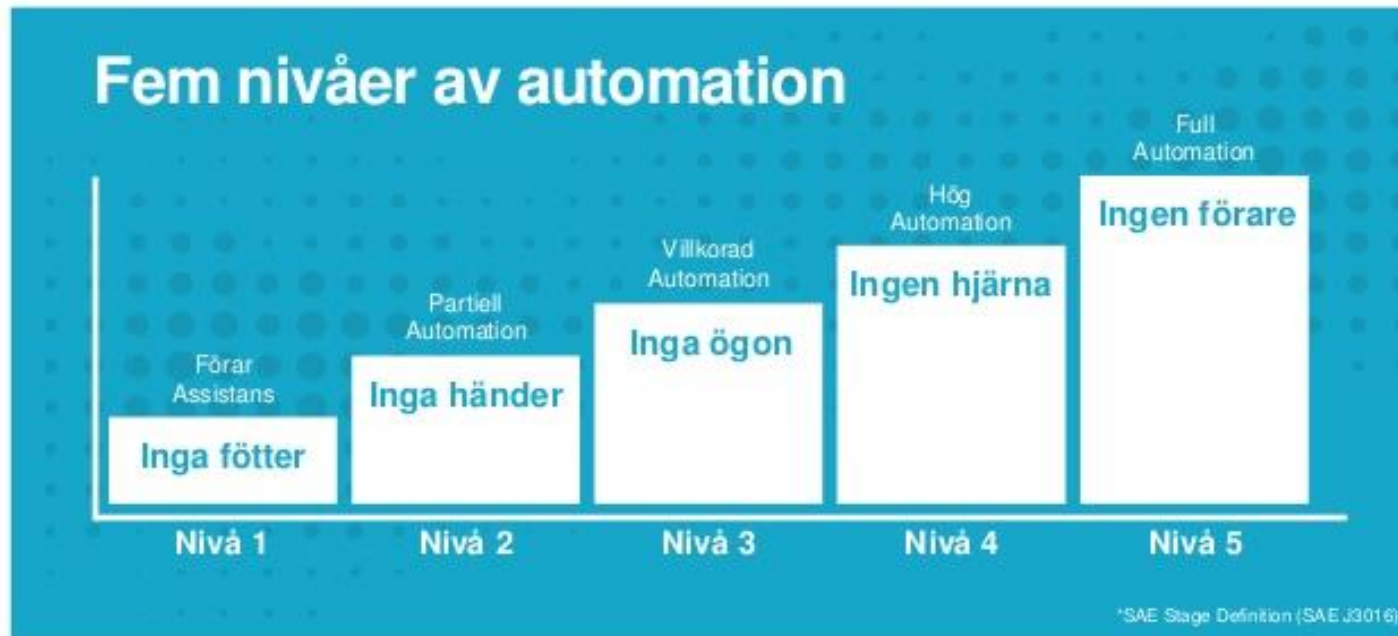 Fem nivåer av automation
Förar
Assistans
Inga fötter
Nivå 1
Partiell
Automation
Inga händer
Nivå 2
Villkorad
Automation
Inga ögon
Nivå 3
Hög
Automation
Ingen hjärna
Nivå 4
Full
Automation
Ingen förare
Nivå 5
*SAE Stage Definition (SAE J3016)